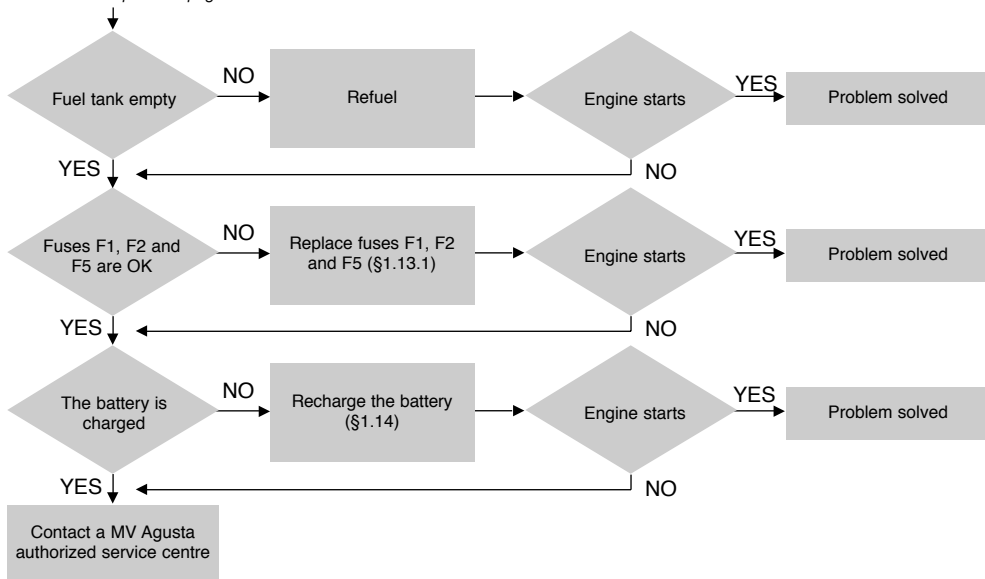 Fuel tank empty
NO
Refuel
Engine starts
YES
Problem solved
YES
NO
Fuses F1, F2 and
F5 are OK
NO
Replace fuses F1, F2
and F5 (§1.13.1)
Engine starts
YES
Problem solved
YES
NO
The battery is
charged
NO
Recharge the battery
(§1.14)
Engine starts
YES
Problem solved
YES
NO
Contact a MV Agusta
authorized service centre